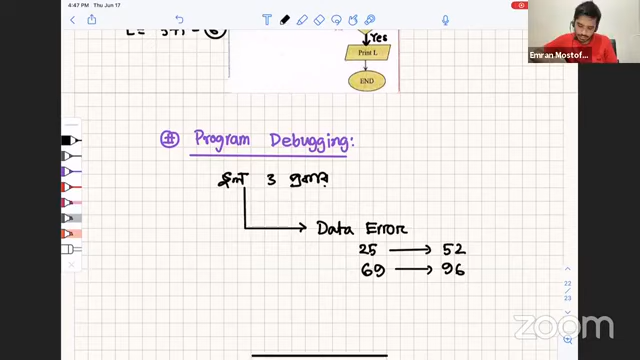 4:47 PM Thu Jun 17
Yes
Print L
END
Emran Mostof...
# Program Debugging:
ভুল 3 প্রকার
Data Error
25 → 52
69 → 96
22
23
zoom